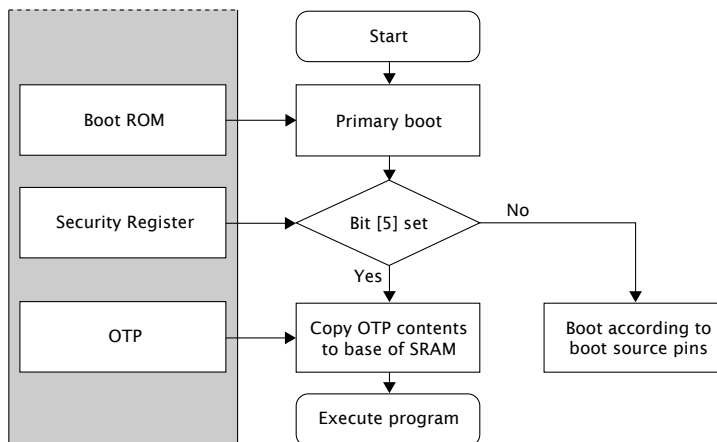 Start
Boot ROM
Primary boot
Security Register
Bit [5] set
No
Yes
OTP
Copy OTP contents
to base of SRAM
Boot according to
boot source pins
Execute program